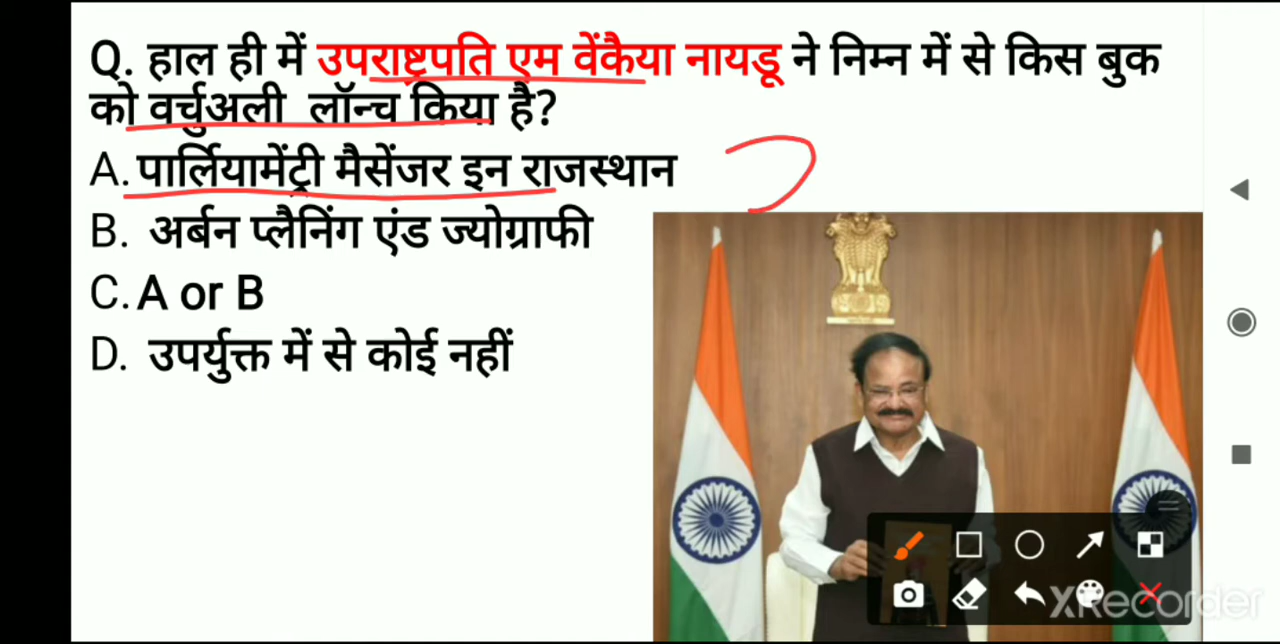 Q. हाल ही में उपराष्ट्रपति एम वेंकैया नायडू ने निम्न में से किस बुक
को वर्चुअली लॉन्च किया है?
A. पार्लियामेंट्री मैसेंजर इन राजस्थान
B. अर्बन प्लैनिंग एंड ज्योग्राफी
C. A or B
D. उपर्युक्त में से कोई नहीं
XRecorder